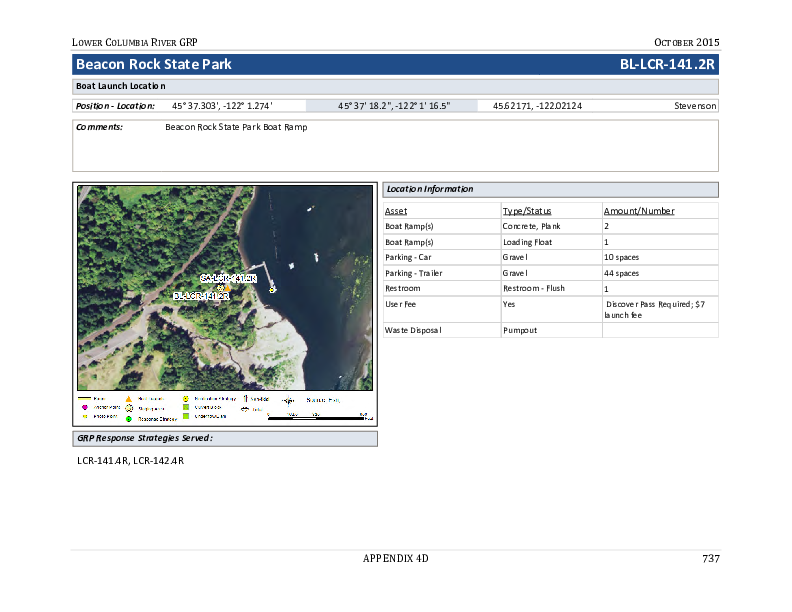 LOWER COLUMBIA RIVER GRP
OCTOBER 2015
Beacon Rock State Park
BL-LCR-141.2R
Boat Launch Location
Position - Location: 45° 37.303', -122° 1.274' 45° 37' 18.2", -122° 1' 16.5" 45.62171, -122.02124 Stevenson
Comments: Beacon Rock State Park Boat Ramp
SA-LCR-141.2R
BL-LCR-141.2R
GRP Response Strategies Served:
LCR-141.4R, LCR-142.4R
Location Information
Asset Type/Status Amount/Number
Boat Ramp(s) Concrete, Plank 2
Boat Ramp(s) Loading Float 1
Parking - Car Gravel 10 spaces
Parking - Trailer Gravel 44 spaces
Restroom Restroom - Flush 1
User Fee Yes Discover Pass Required; $7
launch fee
Waste Disposal Pumpout
APPENDIX 4D
737